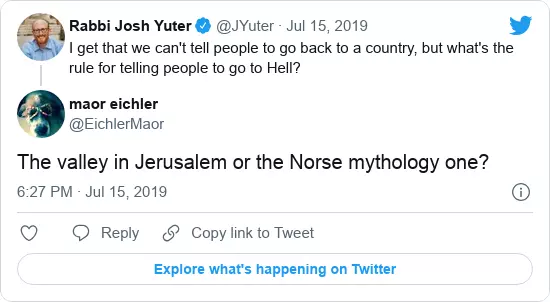 Rabbi Josh Yuter @JYuter · Jul 15, 2019
I get that we can't tell people to go back to a country, but what's the
rule for telling people to go to Hell?
maor eichler
@EichlerMaor
The valley in Jerusalem or the Norse mythology one?
6:27 PM · Jul 15, 2019
Reply Copy link to Tweet
Explore what's happening on Twitter